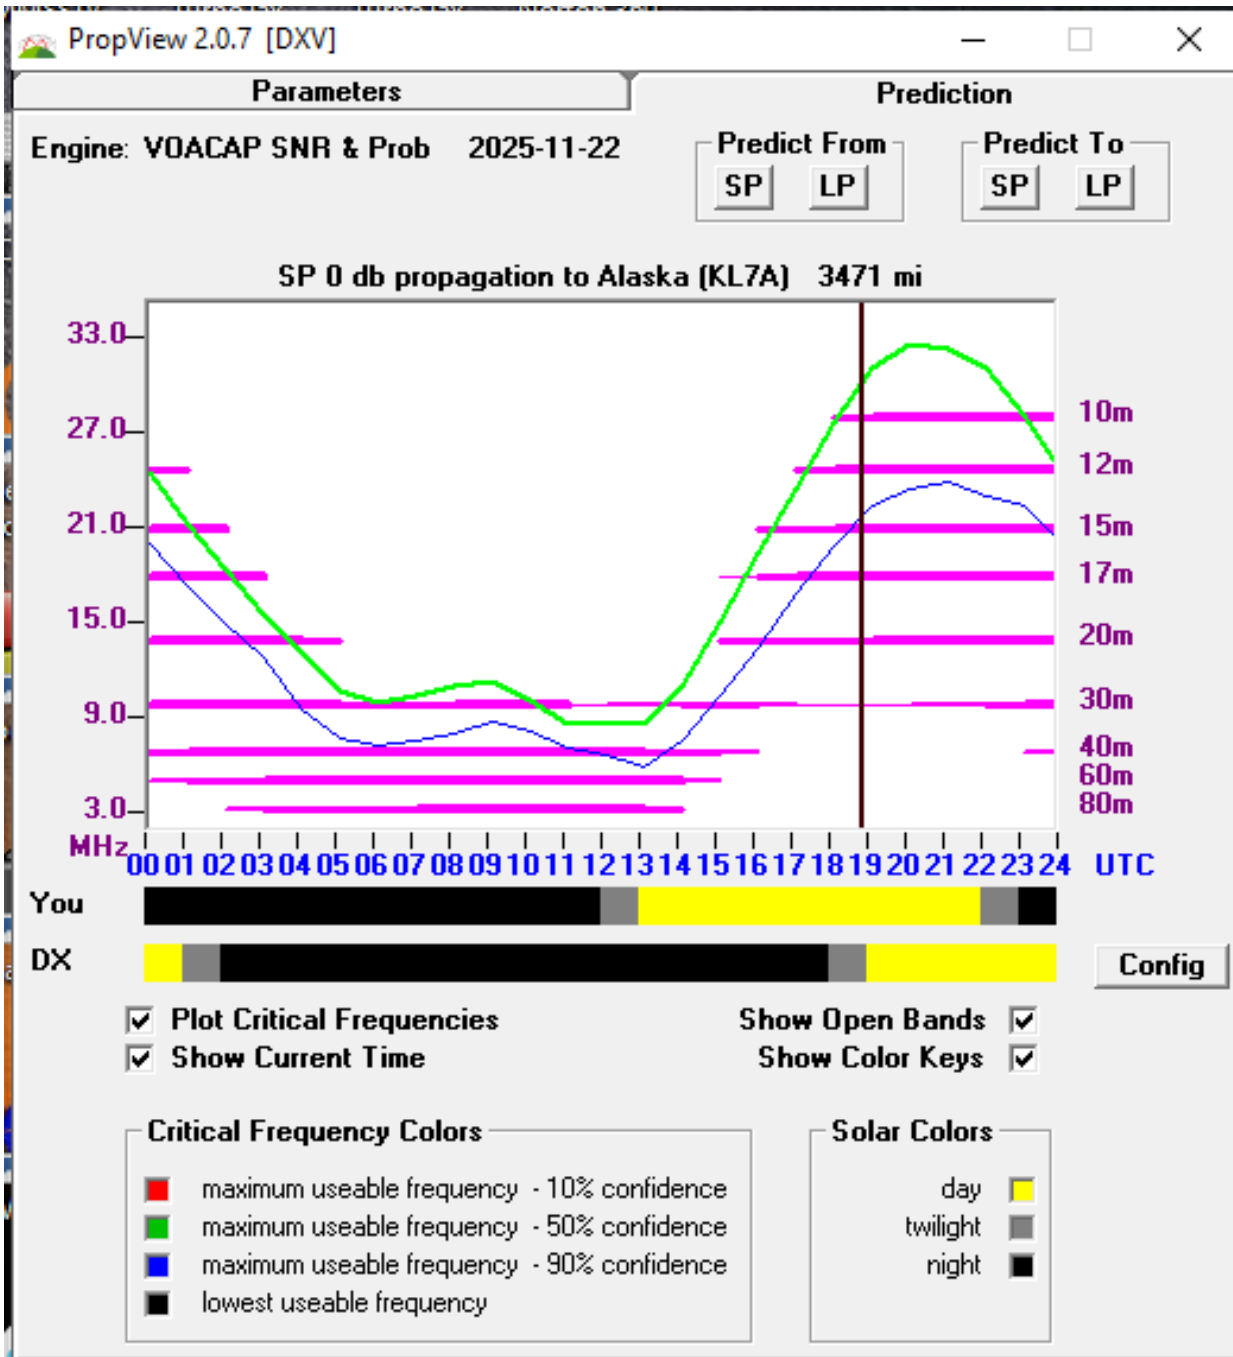 PropView 2.0.7 [DXV]
Parameters
Prediction
Engine: VOACAP SNR & Prob 2025-11-22
Predict From
SP LP
Predict To
SP LP
SP 0 db propagation to Alaska (KL7A) 3471 mi
33.0
27.0
21.0
15.0
9.0
3.0
MHz
10m
12m
15m
17m
20m
30m
40m
60m
80m
00 01 02 03 04 05 06 07 08 09 10 11 12 13 14 15 16 17 18 19 20 21 22 23 24 UTC
You
DX
Config
Plot Critical Frequencies
Show Open Bands
Show Current Time
Show Color Keys
Critical Frequency Colors
maximum useable frequency - 10% confidence
maximum useable frequency - 50% confidence
maximum useable frequency - 90% confidence
lowest useable frequency
Solar Colors
day
twilight
night